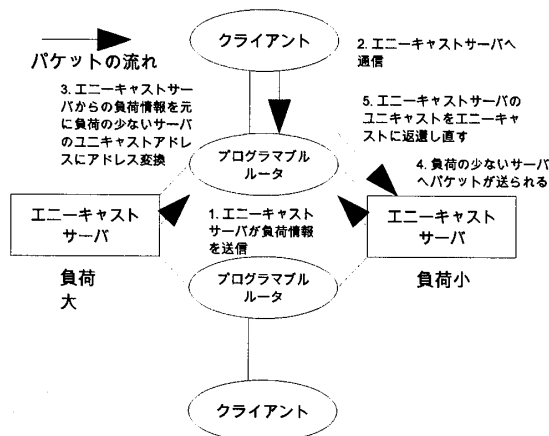 クライアント
パケットの流れ
2. エニーキャストサーバへ
通信
3. エニーキャストサー
バからの負荷情報を元
に負荷の少ないサーバ
のユニキャストアドレ
スにアドレス変換
5. エニーキャストサーバの
ユニキャストをエニーキャ
ストに返還し直す
プログラマブル
ルータ
4. 負荷の少ないサーバ
へパケットが送られる
エニーキャスト
サーバ
負荷
大
1. エニーキャスト
サーバが負荷情報
を送信
エニーキャスト
サーバ
負荷小
プログラマブル
ルータ
クライアント